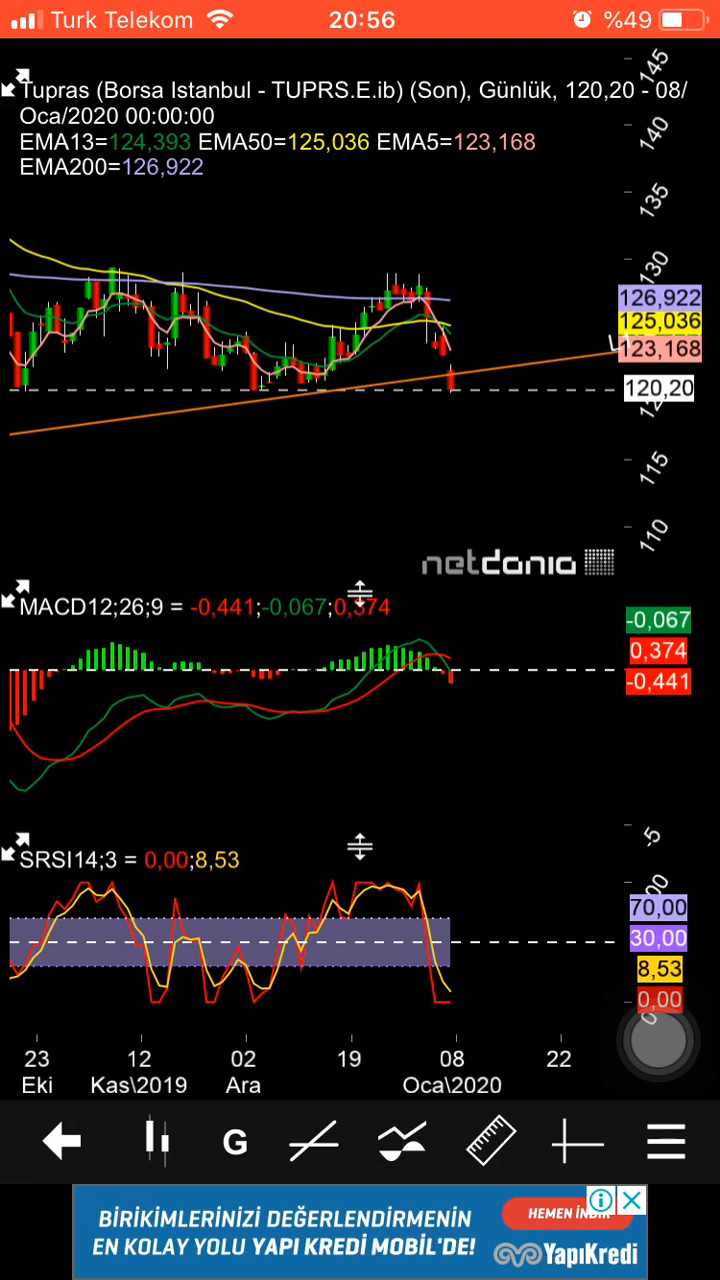 Turk Telekom 20:56 %49
Tupras (Borsa Istanbul - TUPRS.E.ib) (Son), Günlük, 120,20 - 08/
Oca/2020 00:00:00
EMA13=124,393 EMA50=125,036 EMA5=123,168
EMA200=126,922
145
140
135
130
126,922
125,036
123,168
120,20
115
110
netdania
MACD12;26;9 = -0,441;-0,067;0,374
-0,067
0,374
-0,441
-5
SRSI14;3 = 0,00;8,53
70,00
30,00
8,53
0,00
0
23 12 02 19 08 22
Eki Kas\2019 Ara Oca\2020
G
BİRİKİMLERİNİZİ DEĞERLENDİRMENİN
EN KOLAY YOLU YAPI KREDİ MOBİL'DE!
HEMEN İNDİR
YapıKredi